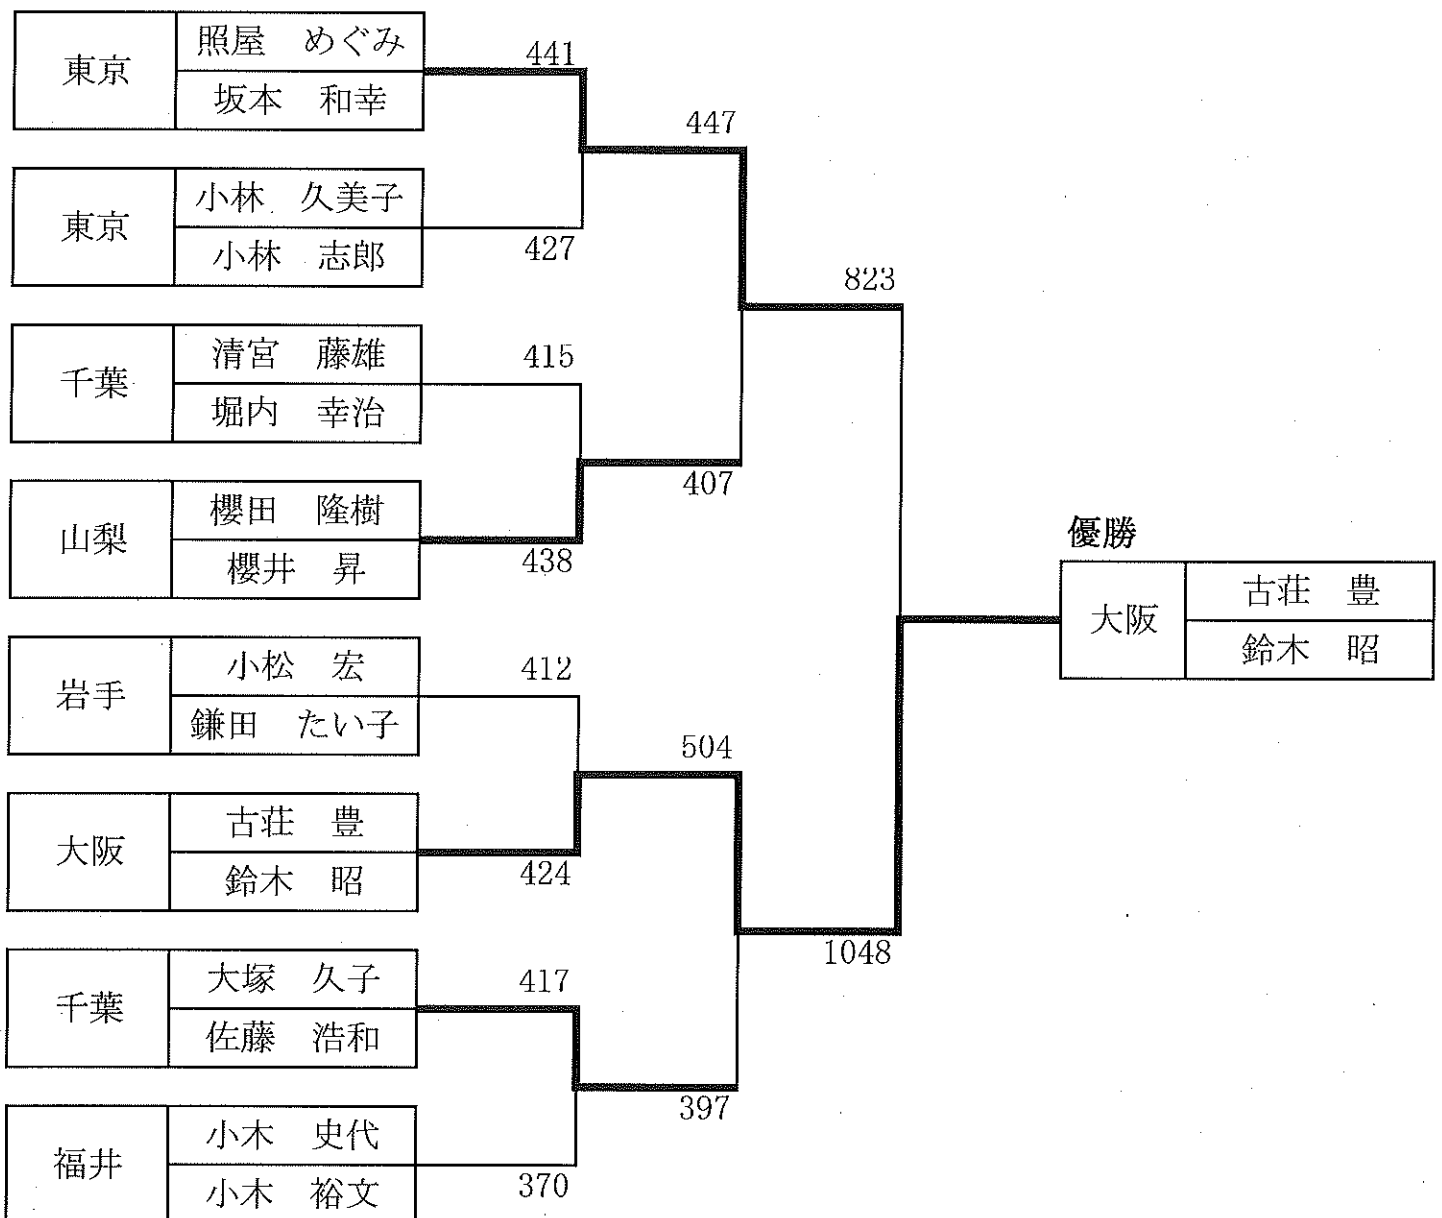 東京
照屋 めぐみ
坂本 和幸
441
447
東京
小林 久美子
小林 志郎
427
823
千葉
清宮 藤雄
堀内 幸治
415
407
山梨
櫻田 隆樹
櫻井 昇
438
優勝
大阪
古荘 豊
鈴木 昭
岩手
小松 宏
鎌田 たい子
412
504
大阪
古荘 豊
鈴木 昭
424
1048
千葉
大塚 久子
佐藤 浩和
417
397
福井
小木 史代
小木 裕文
370